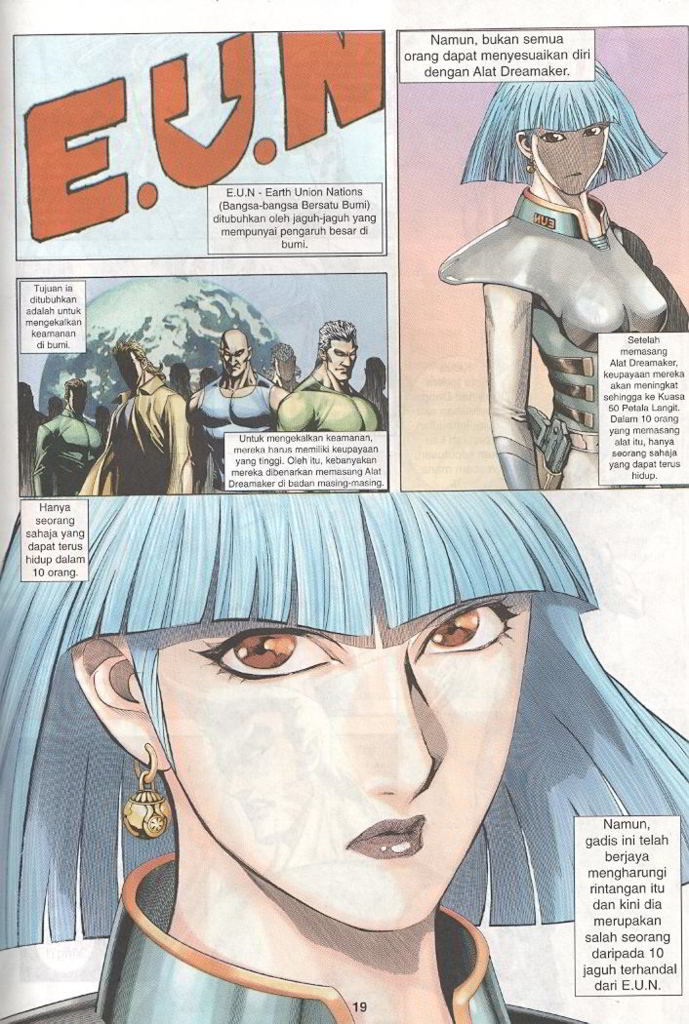 E.U.N
E.U.N - Earth Union Nations
(Bangsa-bangsa Bersatu Bumi)
ditubuhkan oleh jaguh-jaguh yang
mempunyai pengaruh besar di
bumi.
Tujuan ia
ditubuhkan
adalah untuk
mengekalkan
keamanan
di bumi.
Untuk mengekalkan keamanan,
mereka harus memiliki keupayaan
yang tinggi. Oleh itu, kebanyakan
mereka dibenarkan memasang Alat
Dreamaker di badan masing-masing.
Namun, bukan semua
orang dapat menyesuaikan diri
dengan Alat Dreamaker.
EUN
Setelah
memasang
Alat Dreamaker,
keupayaan mereka
akan meningkat
sehingga ke Kuasa
50 Petala Langit.
Dalam 10 orang
yang memasang
alat itu, hanya
seorang sahaja
yang dapat terus
hidup.
Hanya
seorang
sahaja yang
dapat terus
hidup dalam
10 orang.
Namun,
gadis ini telah
berjaya
mengharungi
rintangan itu
dan kini dia
merupakan
salah seorang
daripada 10
jaguh terhandal
dari E.U.N.
19